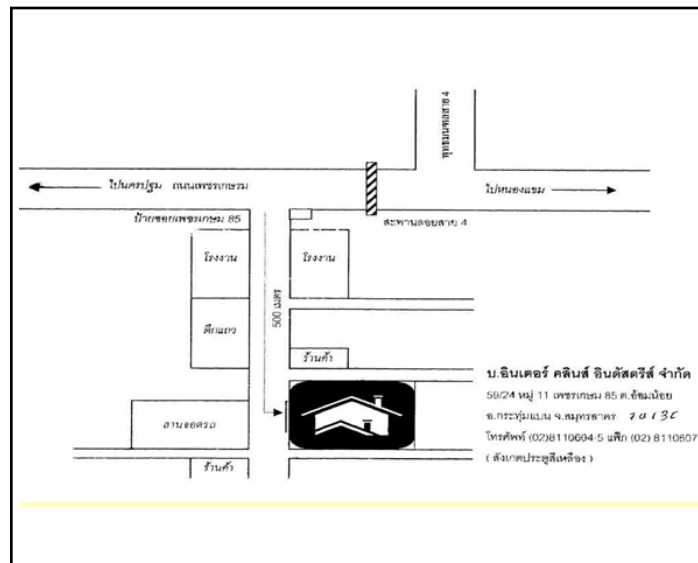 พุทธมณฑลสาย 4
ไปนครปฐม ถนนเพชรเกษม
ไปหนองแขม
ป้ายซอยเพชรเกษม 85
สะพานลอยสาย 4
โรงงาน
โรงงาน
500 เมตร
ตึกแถว
ร้านค้า
ลานจอดรถ
ร้านค้า
บ.อินเตอร์ คลีนส์ อินดัสตรีส์ จำกัด
59/24 หมู่ 11 เพชรเกษม 85 ต.อ้อมน้อย
อ.กระทุ่มแบน จ.สมุทรสาคร 74130
โทรศัพท์ (02)8110604-5 แฟ็ก (02) 8110607
( สังเกตประตูสีเหลือง )